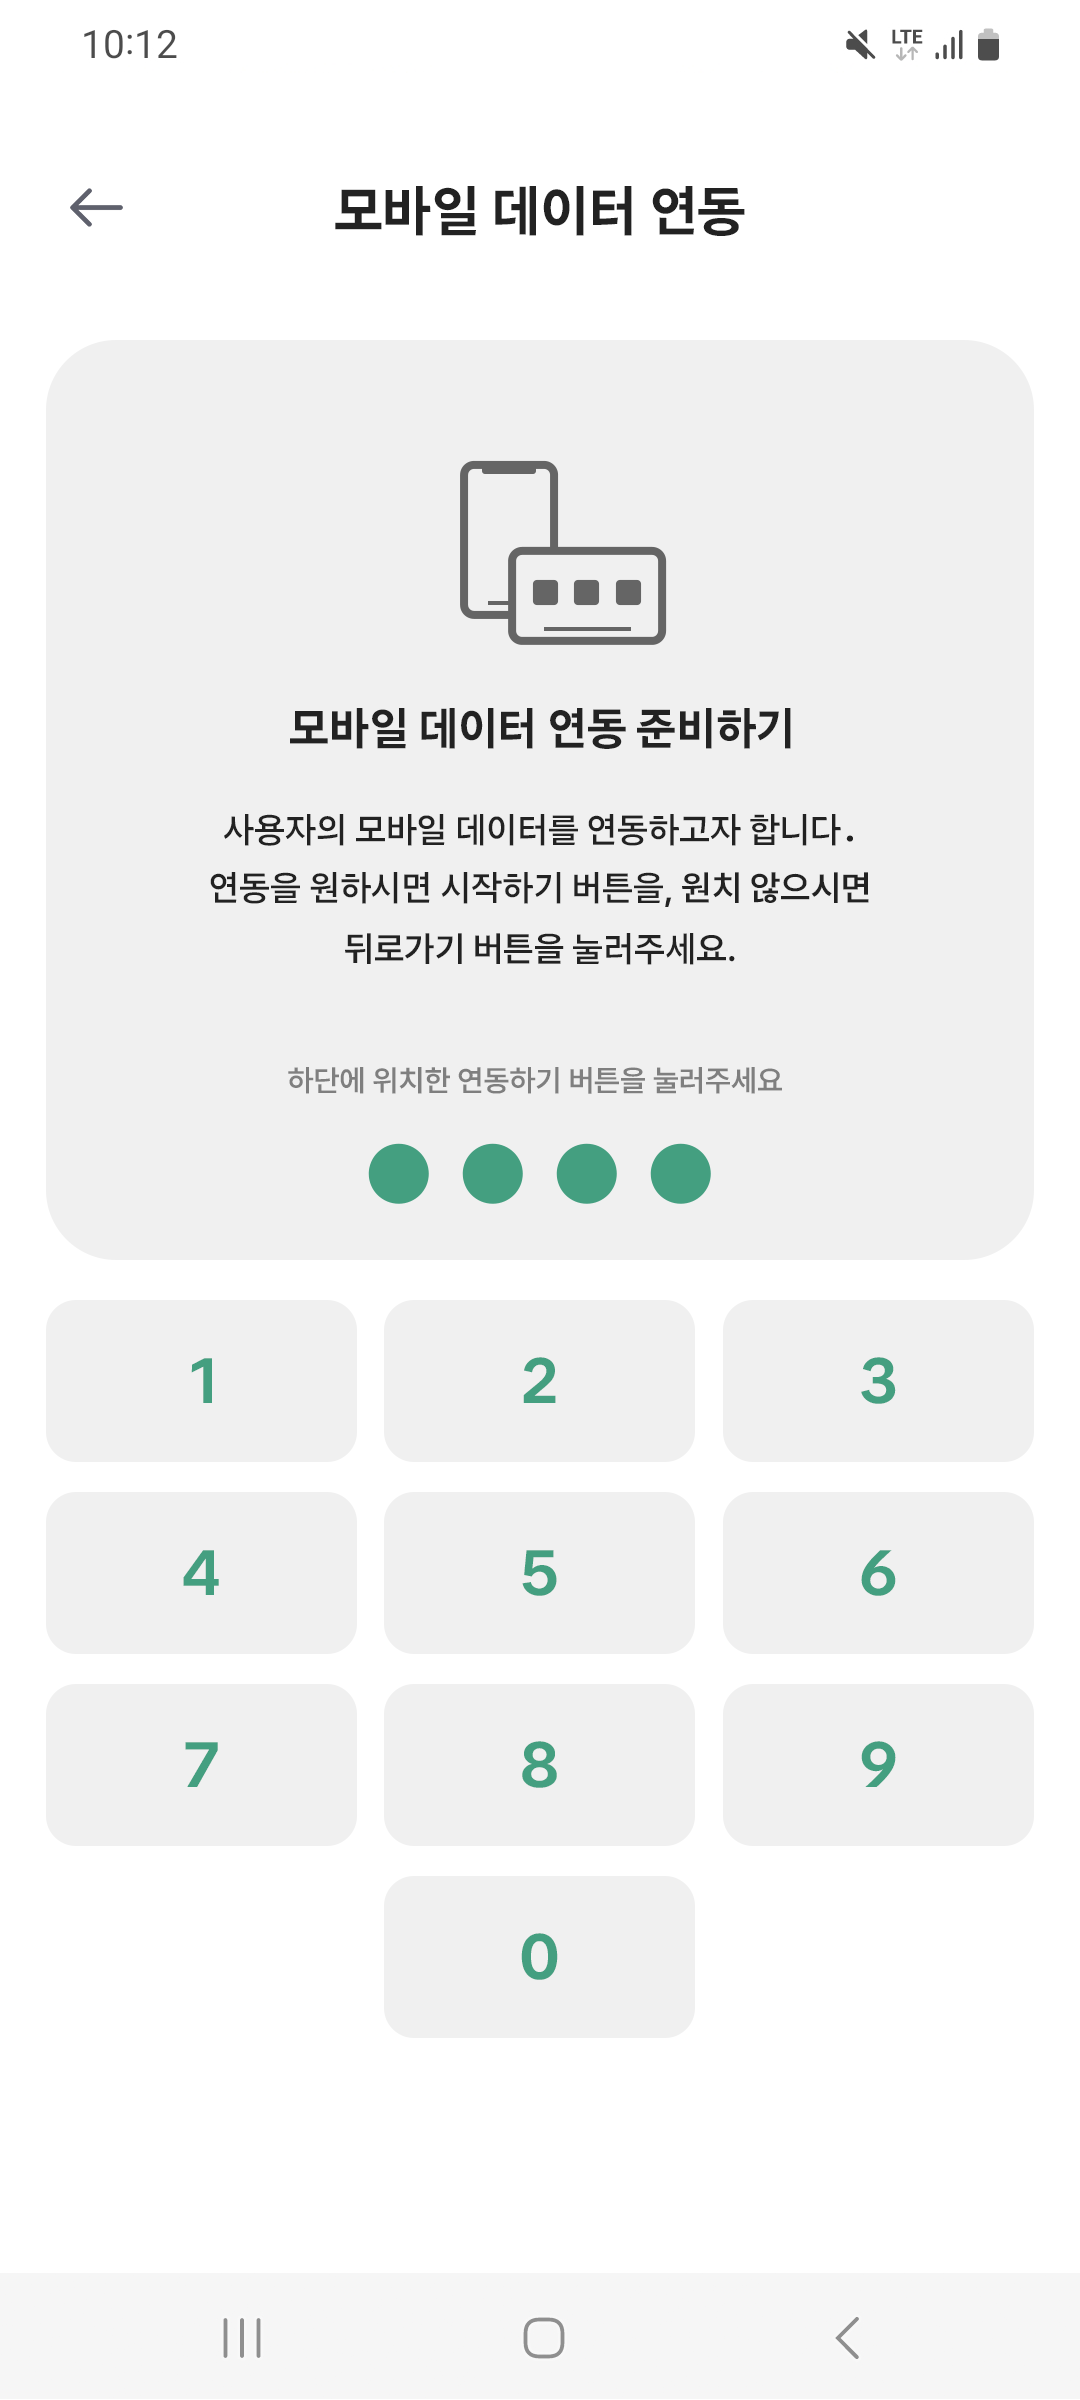 10:12
LTE
모바일 데이터 연동
모바일 데이터 연동 준비하기
사용자의 모바일 데이터를 연동하고자 합니다.
연동을 원하시면 시작하기 버튼을, 원치 않으시면
뒤로가기 버튼을 눌러주세요.
하단에 위치한 연동하기 버튼을 눌러주세요
1 2 3
4 5 6
7 8 9
0